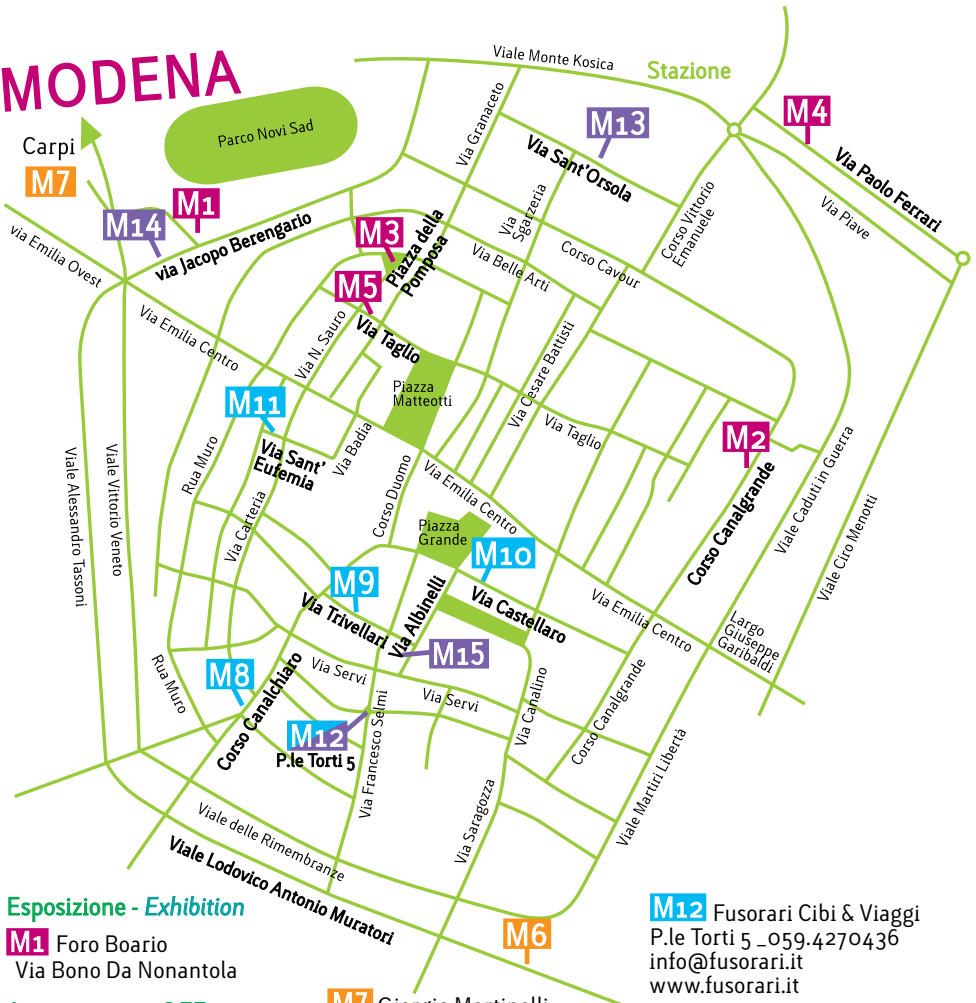 MODENA
Carpi
M7
Parco Novi Sad
Viale Monte Kosica
Stazione
M4
M13
Via Granaceto
Via Sant'Orsola
Via Paolo Ferrari
Via Piave
M1
M14
via Jacopo Berengario
via Emilia Ovest
M3
Piazza della
Pomposa
Via
Sgarzeria
Corso Vittorio
Emanuele
Via Belle Arti
Corso Cavour
M5
Via Taglio
Via N. Sauro
Via Emilia Centro
Piazza
Matteotti
Via Cesare Battisti
Via Taglio
M11
Via Sant'
Eufemia
Via Badia
Rua Muro
Via Carteria
Corso Duomo
Via Emilia Centro
M2
Corso Canalgrande
Viale Caduti in Guerra
Viale Ciro Menotti
Viale Alessandro Tassoni
Viale Vittorio Veneto
Piazza
Grande
M10
M9
Via Trivellari
Via Albinelli
Via Castellaro
Via Emilia Centro
Largo
Giuseppe
Garibaldi
M15
M8
Rua Muro
Corso Canalchiaro
Via Servi
Via Servi
M12
P.le Torti 5
Via Francesco Selmi
Via Canalino
Corso Canalgrande
Viale Martiri Libertà
Via Saragozza
Viale delle Rimembranze
Viale Lodovico Antonio Muratori
M6
Esposizione - Exhibition
M1 Foro Boario
Via Bono Da Nonantola
M12 Fusorari Cibi & Viaggi
P.le Torti 5 _059.4270436
info@fusorari.it
www.fusorari.it